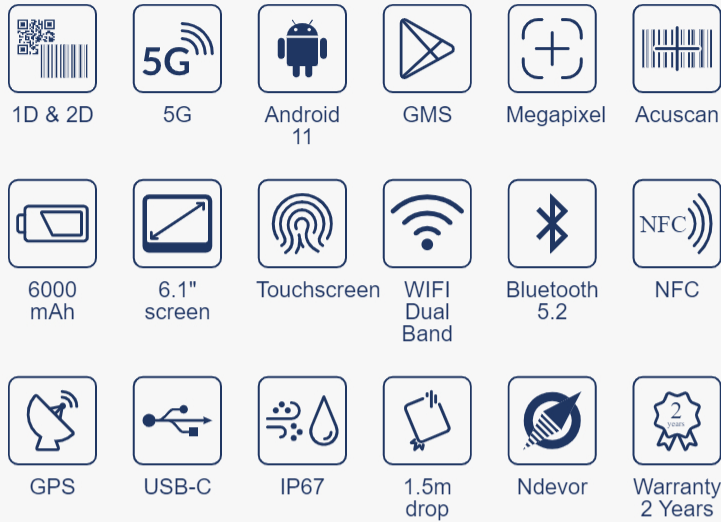 5G
1D & 2D
5G
Android
11
GMS
Megapixel
Acuscan
NFC
6000
mAh
6.1"
screen
Touchscreen
WIFI
Dual
Band
Bluetooth
5.2
NFC
2
years
GPS
USB-C
IP67
1.5m
drop
Ndevor
Warranty
2 Years